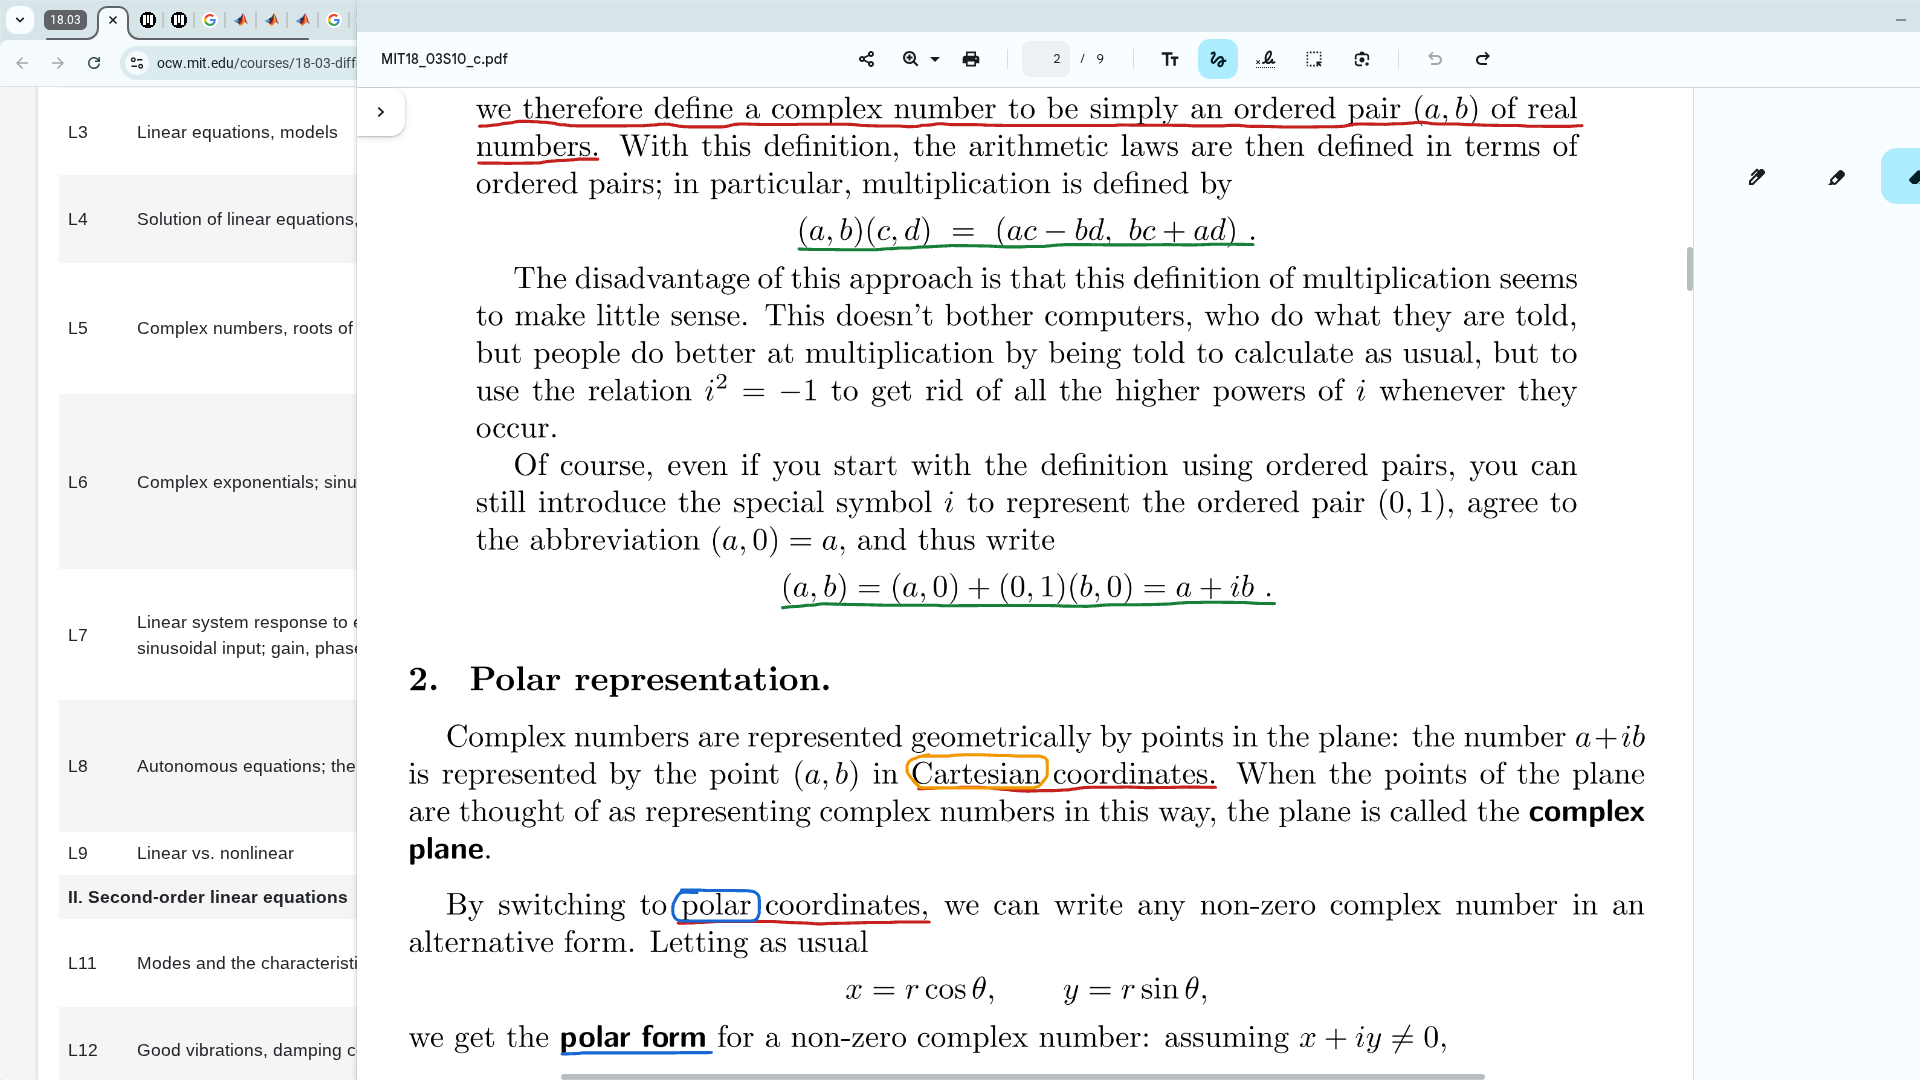 18.03
ocw.mit.edu/courses/18-03-diff
MIT18_03S10_c.pdf
2 / 9
L3 Linear equations, models
L4 Solution of linear equations,
L5 Complex numbers, roots of
L6 Complex exponentials; sinu
L7 Linear system response to e
sinusoidal input; gain, phase
L8 Autonomous equations; the
L9 Linear vs. nonlinear
II. Second-order linear equations
L11 Modes and the characteristi
L12 Good vibrations, damping c
we therefore define a complex number to be simply an ordered pair (a, b) of real
numbers. With this definition, the arithmetic laws are then defined in terms of
ordered pairs; in particular, multiplication is defined by
(a, b)(c, d) = (ac − bd, bc + ad) .
The disadvantage of this approach is that this definition of multiplication seems
to make little sense. This doesn't bother computers, who do what they are told,
but people do better at multiplication by being told to calculate as usual, but to
use the relation i² = −1 to get rid of all the higher powers of i whenever they
occur.
Of course, even if you start with the definition using ordered pairs, you can
still introduce the special symbol i to represent the ordered pair (0, 1), agree to
the abbreviation (a, 0) = a, and thus write
(a, b) = (a, 0) + (0, 1)(b, 0) = a + ib .
2. Polar representation.
Complex numbers are represented geometrically by points in the plane: the number a+ib
is represented by the point (a, b) in Cartesian coordinates. When the points of the plane
are thought of as representing complex numbers in this way, the plane is called the complex
plane.
By switching to polar coordinates, we can write any non-zero complex number in an
alternative form. Letting as usual
x = r cos θ, y = r sin θ,
we get the polar form for a non-zero complex number: assuming x + iy ≠ 0,